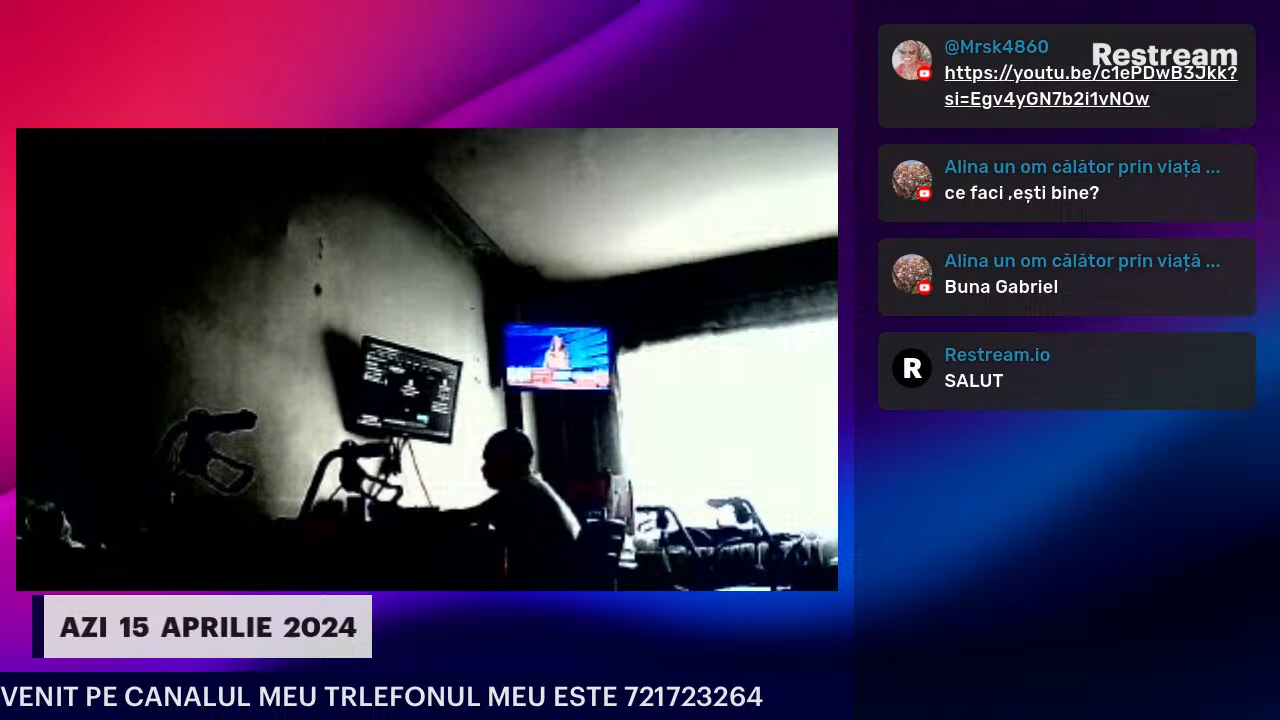 @Mrsk4860
Restream
https://youtu.be/c1ePDwB3Jkk?
si=Egv4yGN7b2i1vNOw
Alina un om călător prin viață ...
ce faci ,ești bine?
Alina un om călător prin viață ...
Buna Gabriel
R
Restream.io
SALUT
AZI 15 APRILIE 2024
VENIT PE CANALUL MEU TRLEFONUL MEU ESTE 721723264